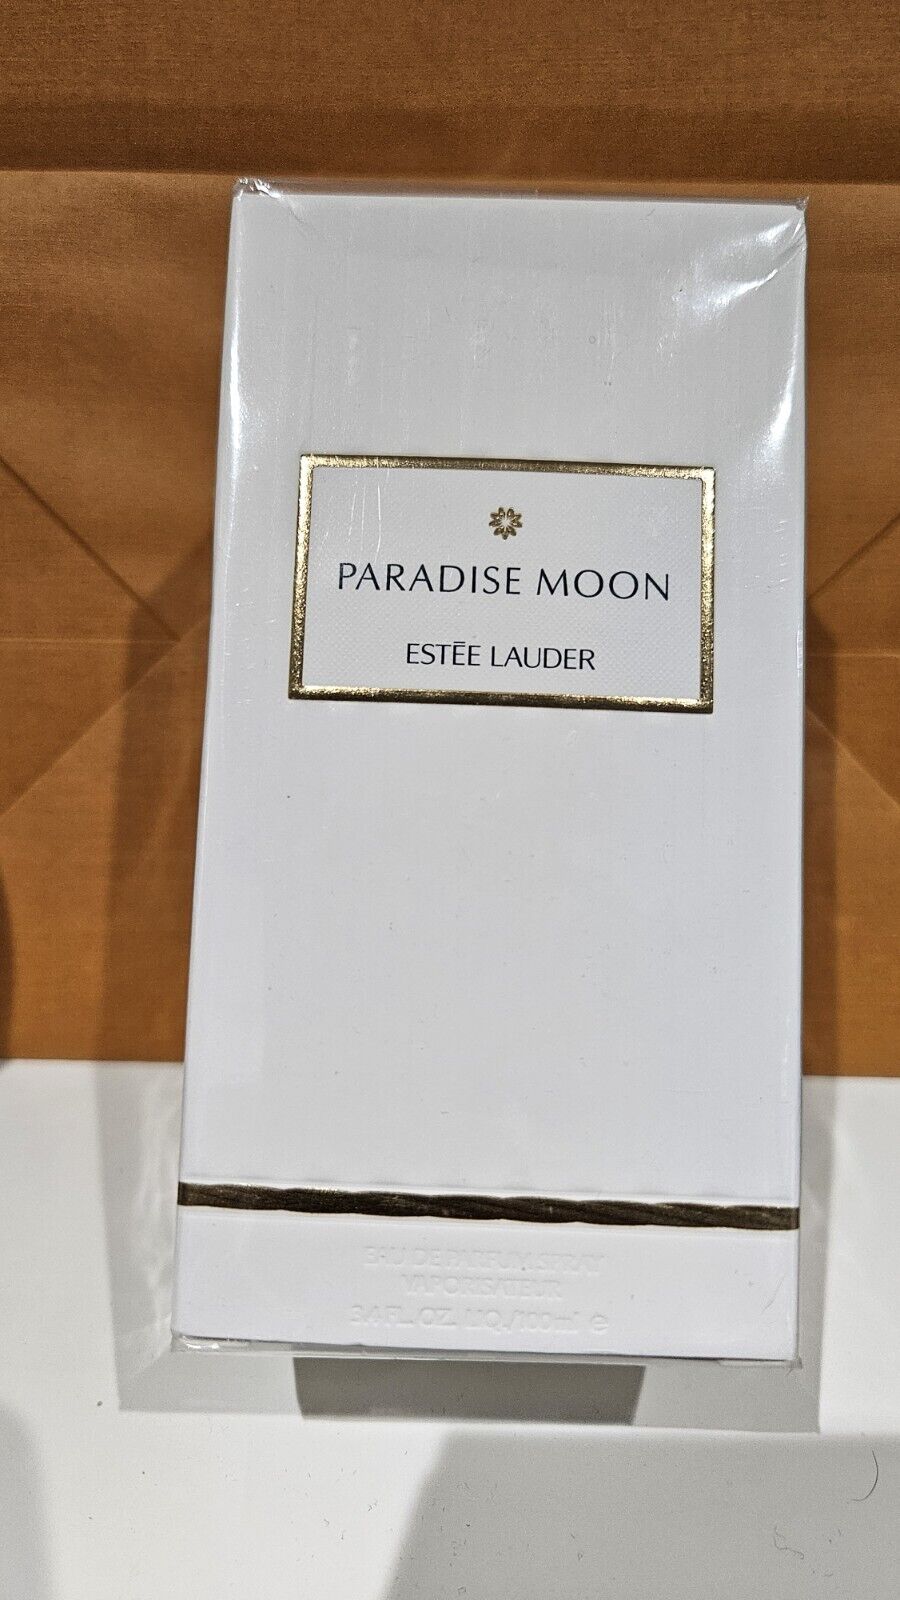 PARADISE MOON
ESTĒE LAUDER
EAU DE PARFUM SPRAY
VAPORISATEUR
3.4 FL. OZ. LIQ./100ml ℮